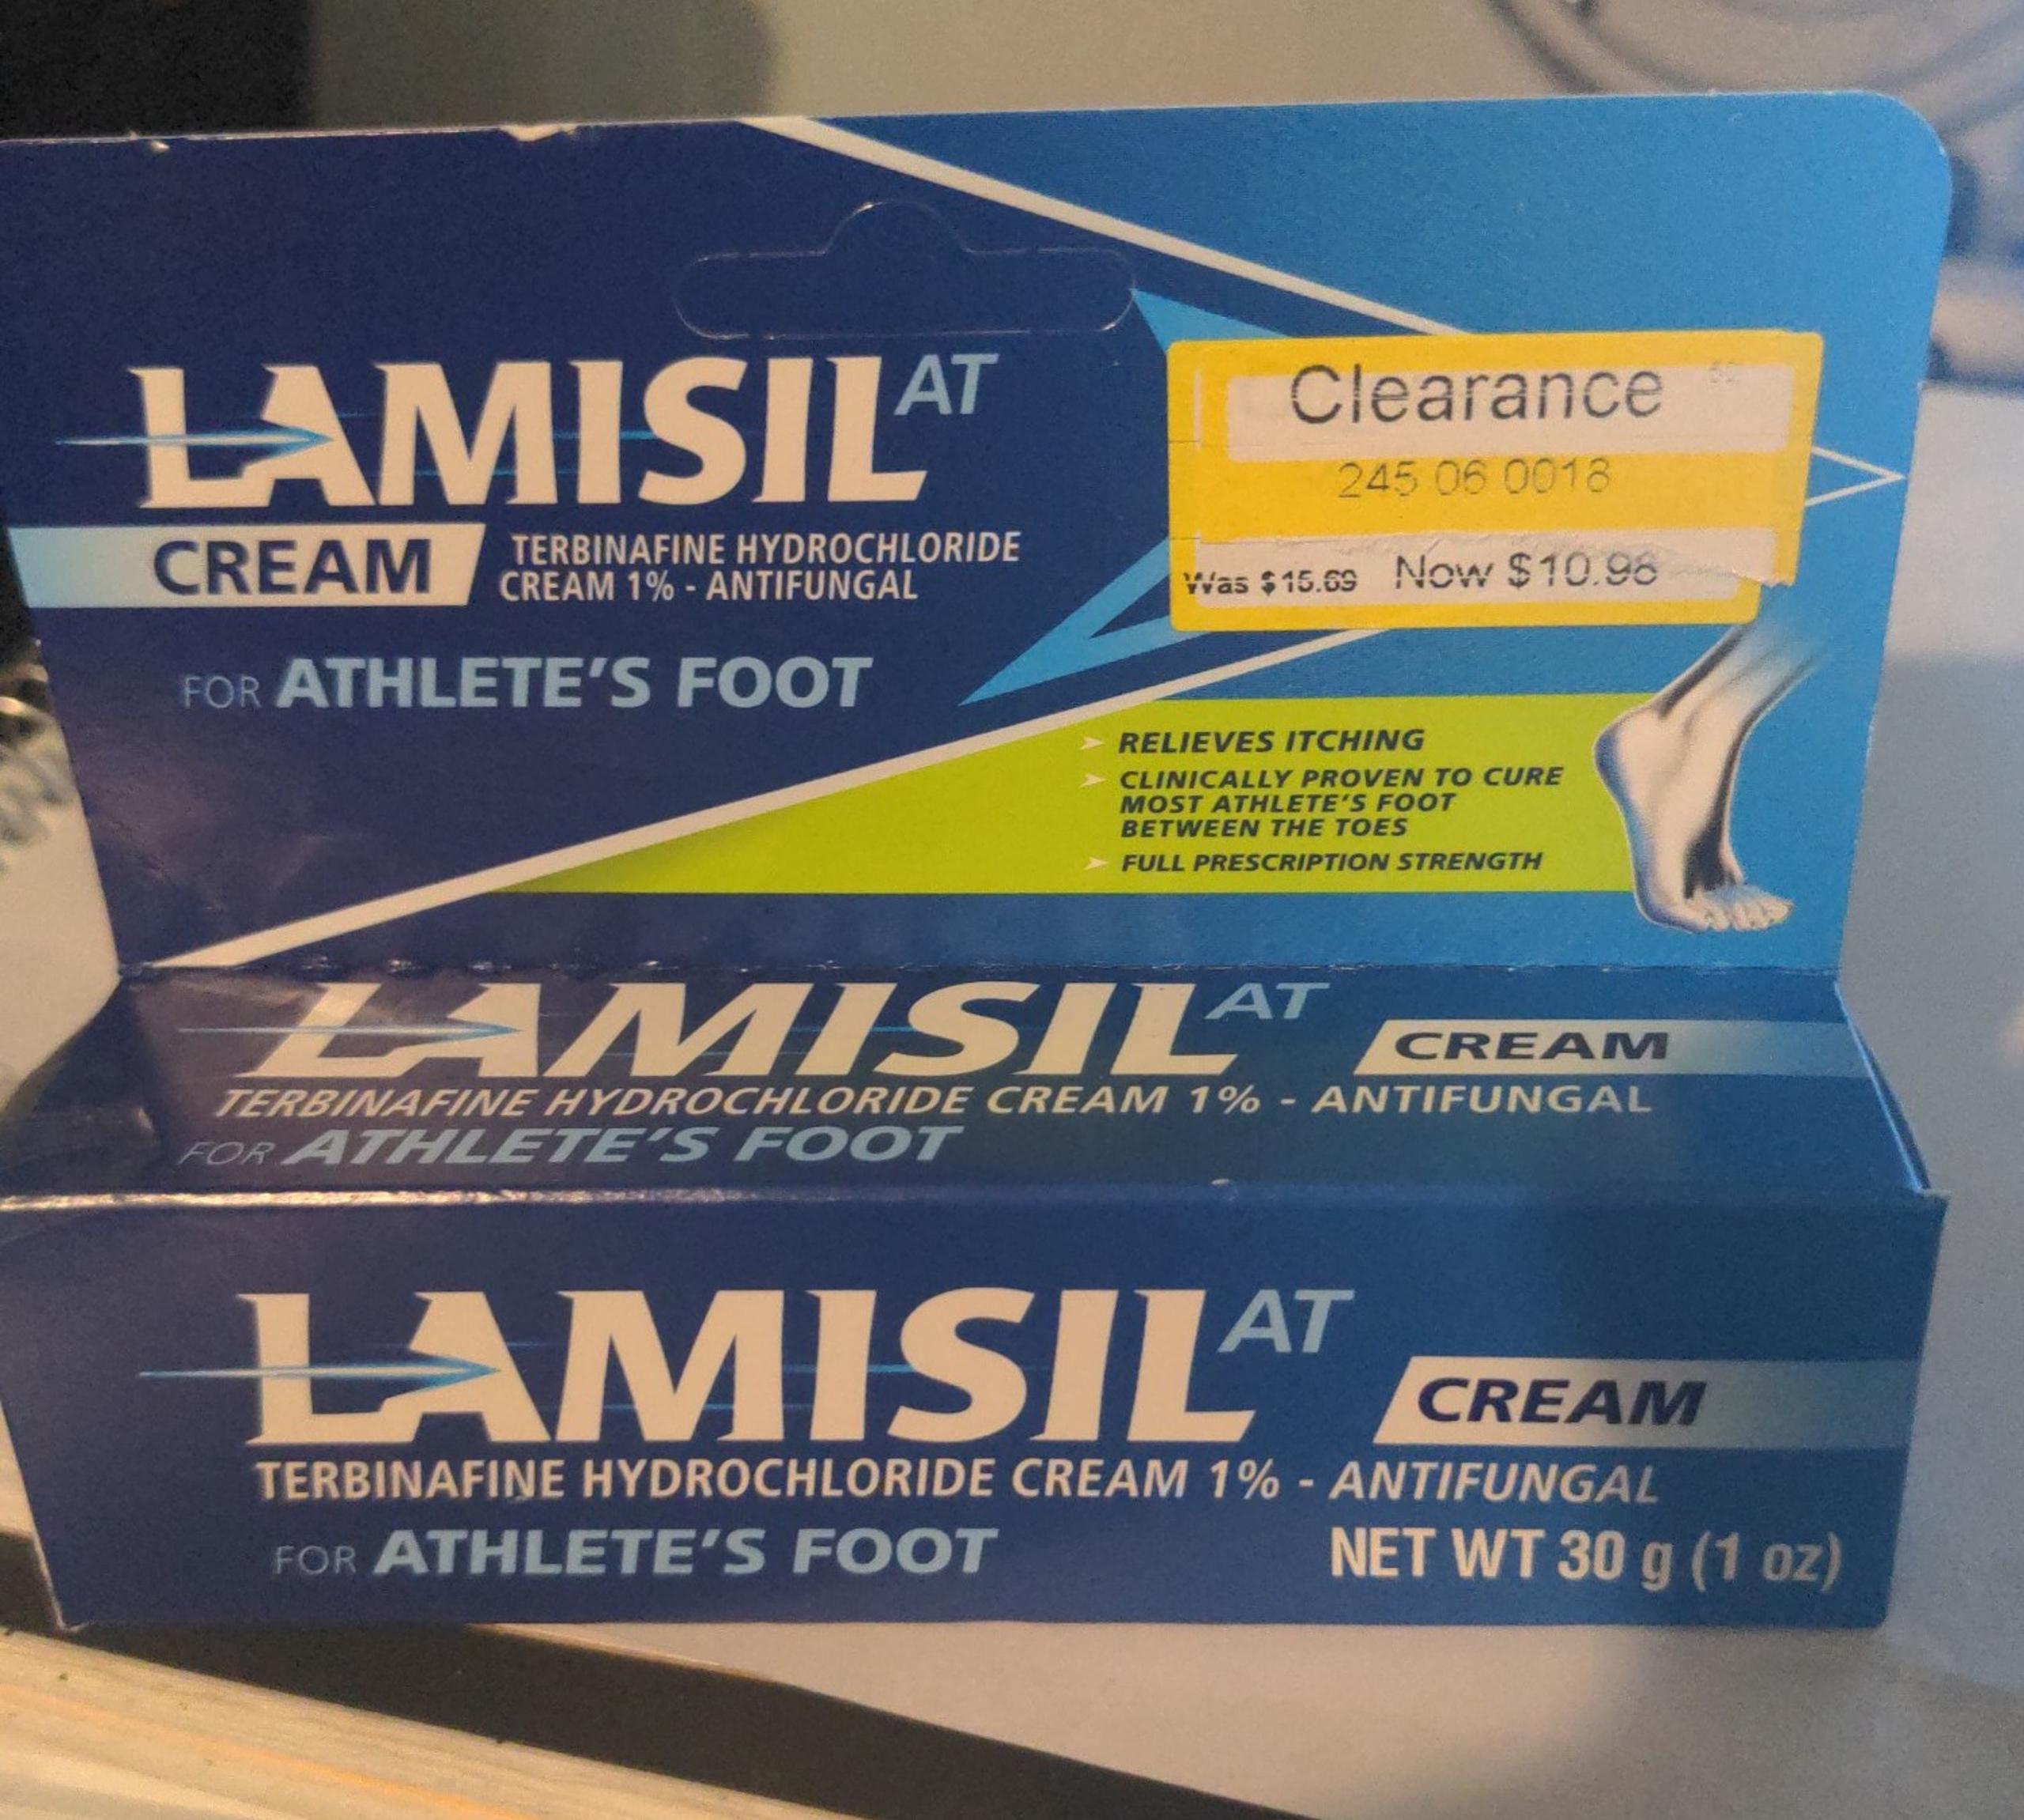 LAMISIL AT
CREAM
TERBINAFINE HYDROCHLORIDE
CREAM 1% - ANTIFUNGAL
FOR ATHLETE'S FOOT
Clearance
245 06 0018
Was $15.69 Now $10.98
RELIEVES ITCHING
CLINICALLY PROVEN TO CURE
MOST ATHLETE'S FOOT
BETWEEN THE TOES
FULL PRESCRIPTION STRENGTH
LAMISIL AT CREAM
TERBINAFINE HYDROCHLORIDE CREAM 1% - ANTIFUNGAL
FOR ATHLETE'S FOOT
LAMISIL AT CREAM
TERBINAFINE HYDROCHLORIDE CREAM 1% - ANTIFUNGAL
FOR ATHLETE'S FOOT
NET WT 30 g (1 oz)